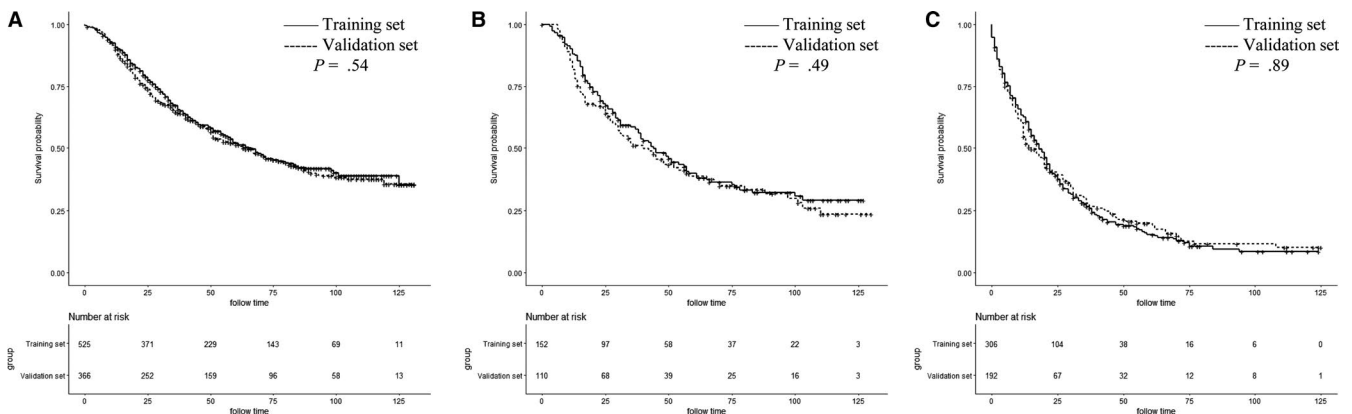 A
Training set
Validation set
P = .54
Survival probability
1.00
0.75
0.50
0.25
0.00
0 25 50 75 100 125
follow time
Number at risk
group
Training set 525 371 229 143 69 11
Validation set 366 252 159 96 58 13
0 25 50 75 100 125
follow time
B
Training set
Validation set
P = .49
Survival probability
1.00
0.75
0.50
0.25
0.00
0 25 50 75 100 125
follow time
Number at risk
group
Training set 152 97 58 37 22 3
Validation set 110 68 39 25 16 3
0 25 50 75 100 125
follow time
C
Training set
Validation set
P = .89
Survival probability
1.00
0.75
0.50
0.25
0.00
0 25 50 75 100 125
follow time
Number at risk
group
Training set 306 104 38 16 6 0
Validation set 192 67 32 12 8 1
0 25 50 75 100 125
follow time